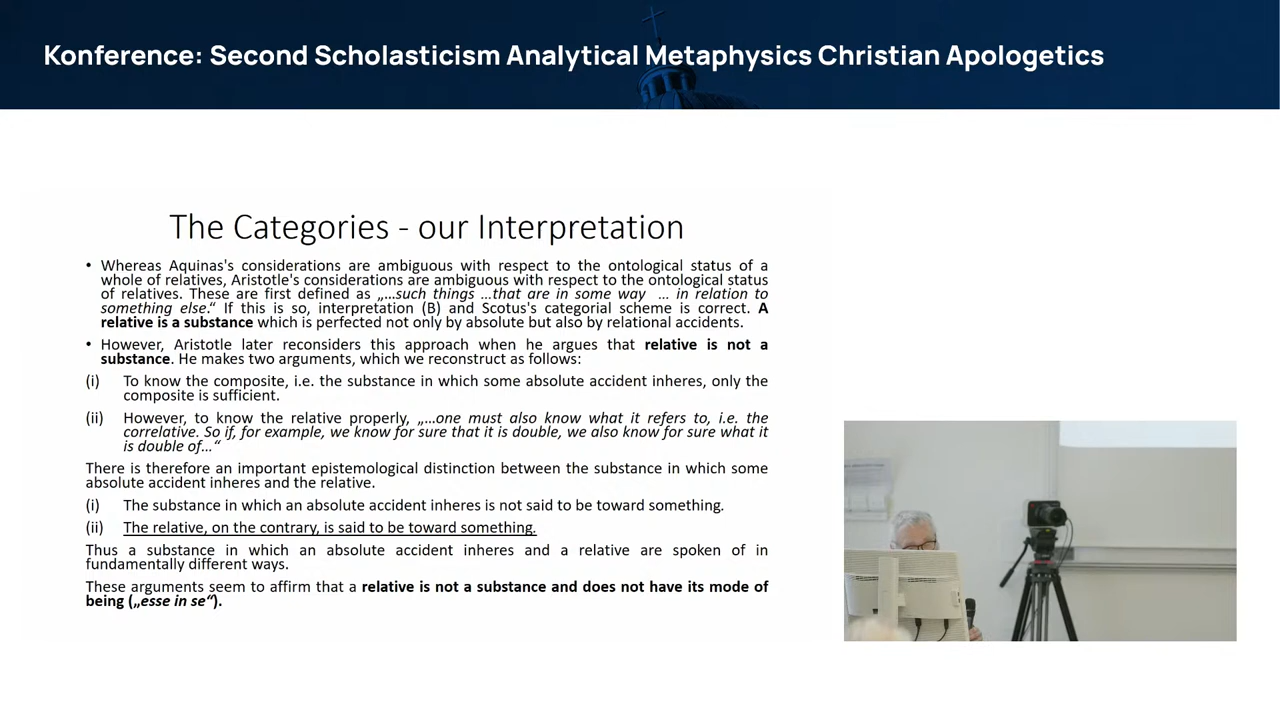 Konference: Second Scholasticism Analytical Metaphysics Christian Apologetics
The Categories - our Interpretation
• Whereas Aquinas's considerations are ambiguous with respect to the ontological status of a
whole of relatives, Aristotle's considerations are ambiguous with respect to the ontological status
of relatives. These are first defined as „…such things …that are in some way … in relation to
something else.“ If this is so, interpretation (B) and Scotus's categorial scheme is correct. A
relative is a substance which is perfected not only by absolute but also by relational accidents.
• However, Aristotle later reconsiders this approach when he argues that relative is not a
substance. He makes two arguments, which we reconstruct as follows:
(i) To know the composite, i.e. the substance in which some absolute accident inheres, only the
composite is sufficient.
(ii) However, to know the relative properly, „…one must also know what it refers to, i.e. the
correlative. So if, for example, we know for sure that it is double, we also know for sure what it
is double of…“
There is therefore an important epistemological distinction between the substance in which some
absolute accident inheres and the relative.
(i) The substance in which an absolute accident inheres is not said to be toward something.
(ii) The relative, on the contrary, is said to be toward something.
Thus a substance in which an absolute accident inheres and a relative are spoken of in
fundamentally different ways.
These arguments seem to affirm that a relative is not a substance and does not have its mode of
being („esse in se“).